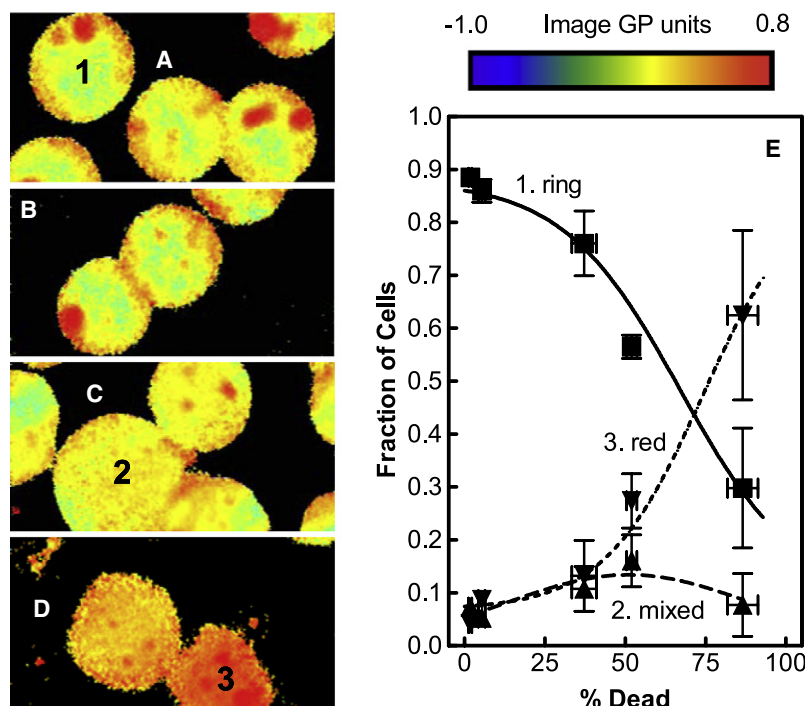 -1.0 Image GP units 0.8
A
1
B
C
2
D
3
E
Fraction of Cells
1.0
0.9
0.8
0.7
0.6
0.5
0.4
0.3
0.2
0.1
0.0
1. ring
3. red
2. mixed
0 25 50 75 100
% Dead